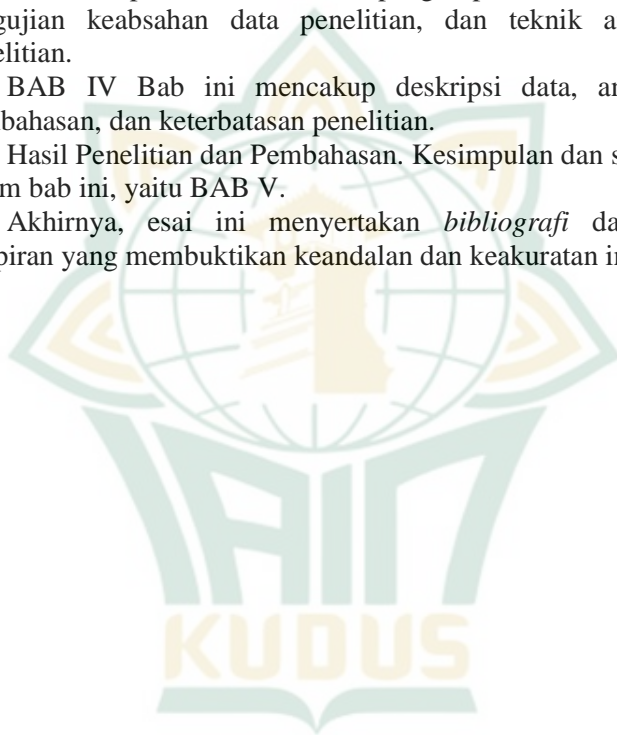 gujian keabsahan data penelitian, dan teknik a
elitian.
BAB IV Bab ini mencakup deskripsi data, an
bahasan, dan keterbatasan penelitian.
Hasil Penelitian dan Pembahasan. Kesimpulan dan s
m bab ini, yaitu BAB V.
Akhirnya, esai ini menyertakan bibliografi da
piran yang membuktikan keandalan dan keakuratan in
IAIN
KUDUS